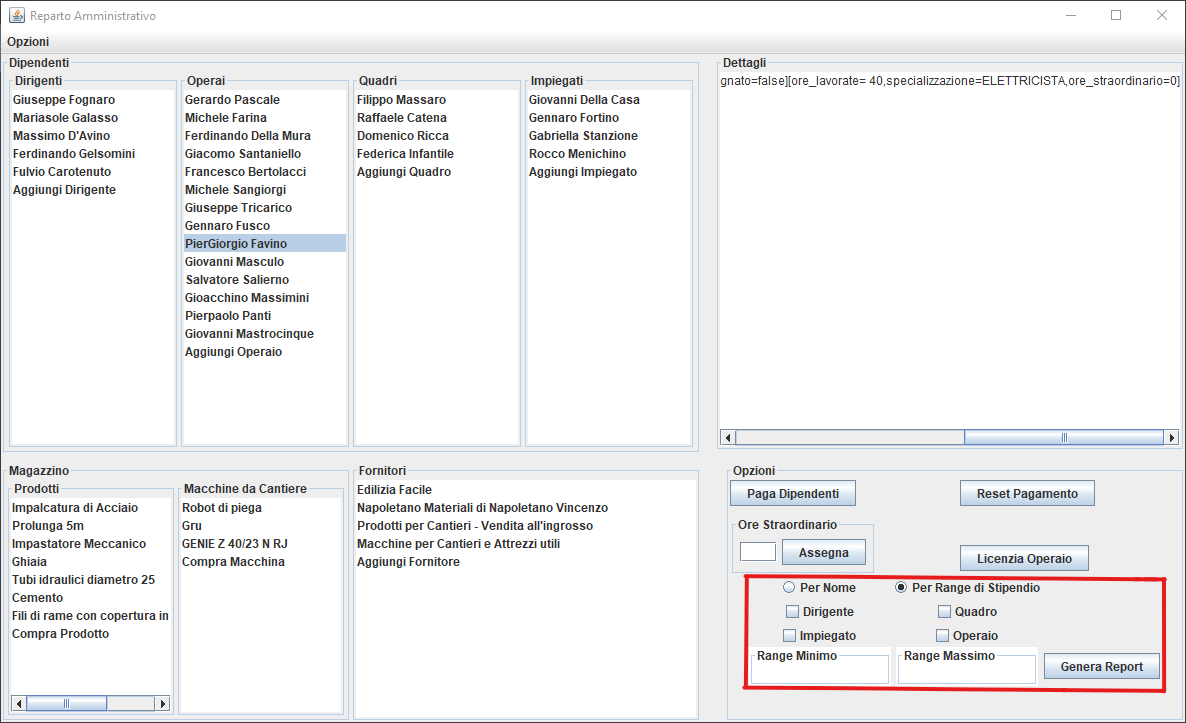 Reparto Amministrativo
Opzioni
Dipendenti
Dirigenti
Giuseppe Fognaro
Mariasole Galasso
Massimo D'Avino
Ferdinando Gelsomini
Fulvio Carotenuto
Aggiungi Dirigente
Operai
Gerardo Pascale
Michele Farina
Ferdinando Della Mura
Giacomo Santaniello
Francesco Bertolacci
Michele Sangiorgi
Giuseppe Tricarico
Gennaro Fusco
PierGiorgio Favino
Giovanni Masculo
Salvatore Salierno
Gioacchino Massimini
Pierpaolo Panti
Giovanni Mastrocinque
Aggiungi Operaio
Quadri
Filippo Massaro
Raffaele Catena
Domenico Ricca
Federica Infantile
Aggiungi Quadro
Impiegati
Giovanni Della Casa
Gennaro Fortino
Gabriella Stanzione
Rocco Menichino
Aggiungi Impiegato
Dettagli
gnato=false][ore_lavorate= 40,specializzazione=ELETTRICISTA,ore_straordinario=0]
Magazzino
Prodotti
Impalcatura di Acciaio
Prolunga 5m
Impastatore Meccanico
Ghiaia
Tubi idraulici diametro 25
Cemento
Fili di rame con copertura in
Compra Prodotto
Macchine da Cantiere
Robot di piega
Gru
GENIE Z 40/23 N RJ
Compra Macchina
Fornitori
Edilizia Facile
Napoletano Materiali di Napoletano Vincenzo
Prodotti per Cantieri - Vendita all'ingrosso
Macchine per Cantieri e Attrezzi utili
Aggiungi Fornitore
Opzioni
Paga Dipendenti
Reset Pagamento
Ore Straordinario
Assegna
Licenzia Operaio
Per Nome
Per Range di Stipendio
Dirigente
Quadro
Impiegato
Operaio
Range Minimo
Range Massimo
Genera Report